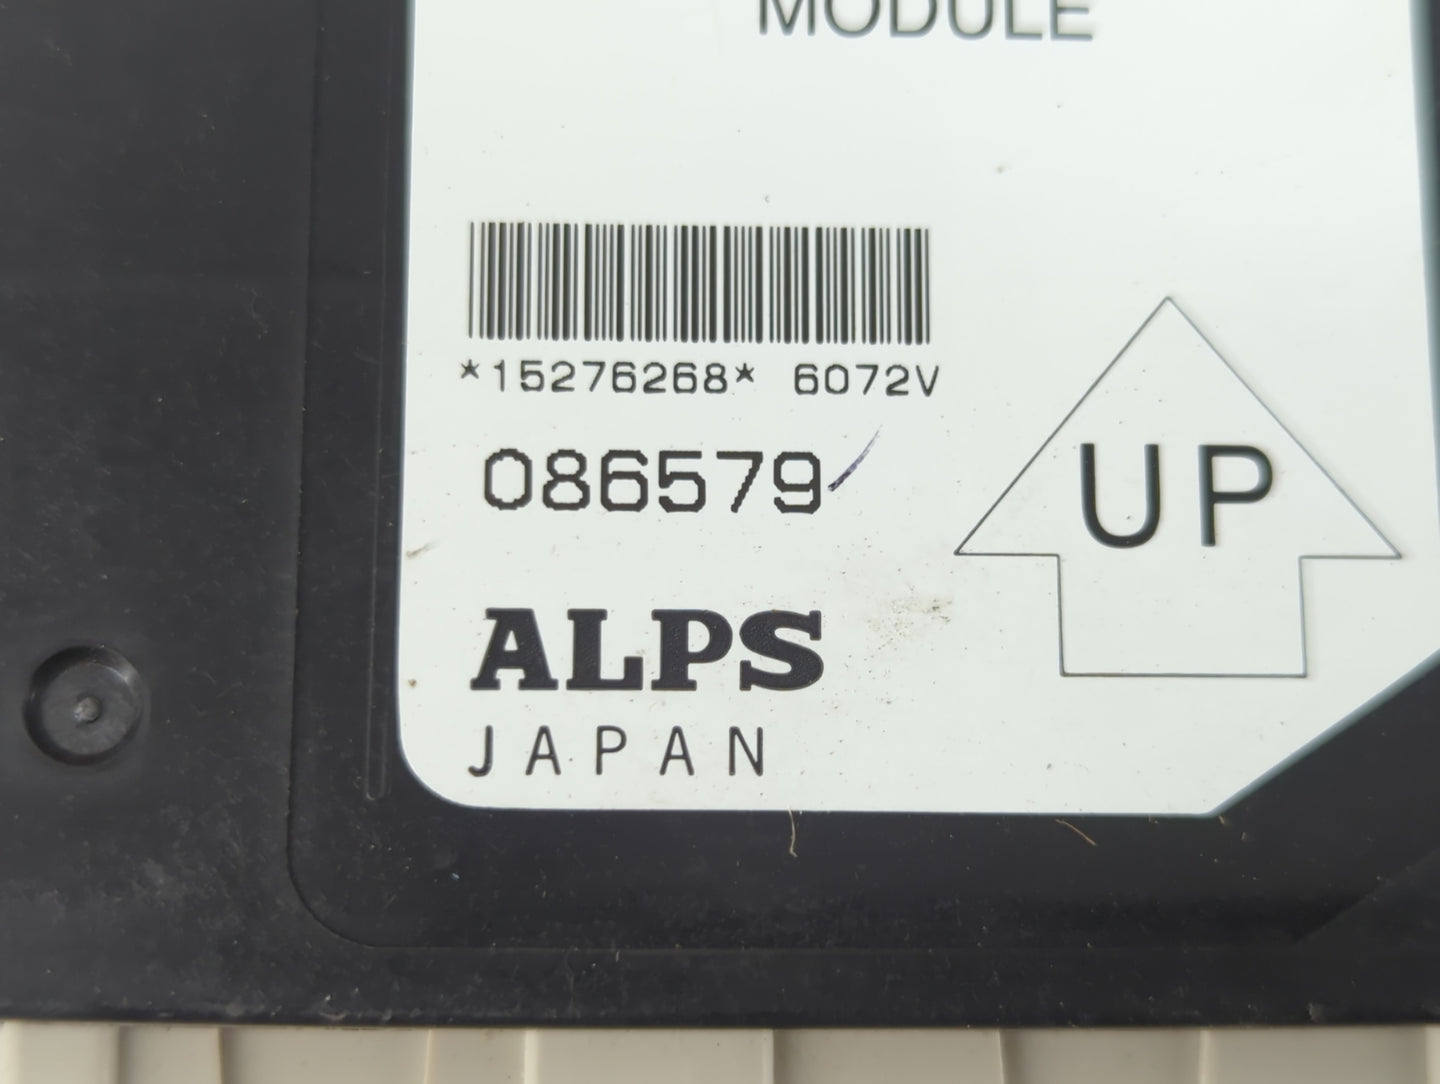 MODULE
*15276268* 6072V
086579
UP
ALPS
JAPAN